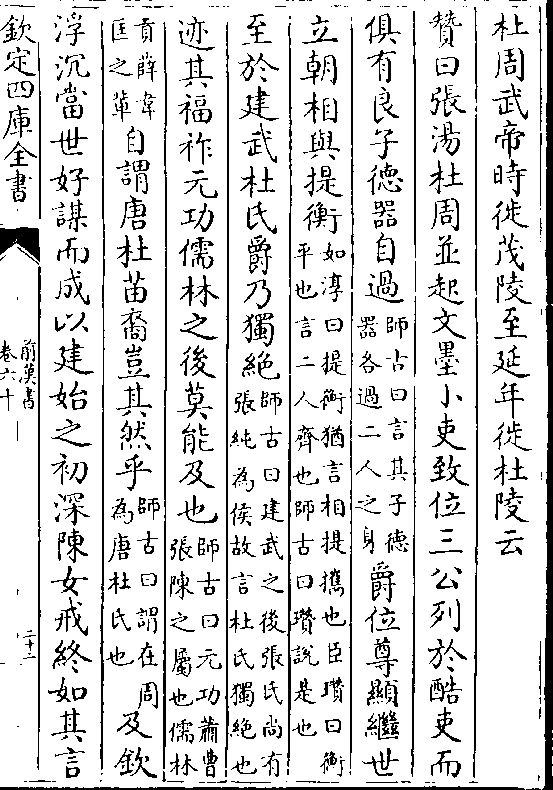 杜周武帝時徙茂陵至延年徙杜陵云
贊曰張湯杜周並起文墨小吏致位三公列於酷吏而
俱有良子德器自過師古曰言其子德器各過二人之身爵位尊顯繼世
立朝相與提衡如淳曰提衡猶言相提攜也臣瓚曰衡平也言二人齊也師古曰瓚說是也
至於建武杜氏爵乃獨絶師古曰建武之後張氏尚有張純為侯故言杜氏獨絶也
迹其福祚元功儒林之後莫能及也師古曰元功蕭曹張陳之屬也儒林
貢薛韋匡之輩自謂唐杜苗裔豈其然乎師古曰謂在周為唐杜氏也及欽
浮沉當世好謀而成以建始之初深陳女戒終如其言
欽定四庫全書
前漢書
卷六十
二十二